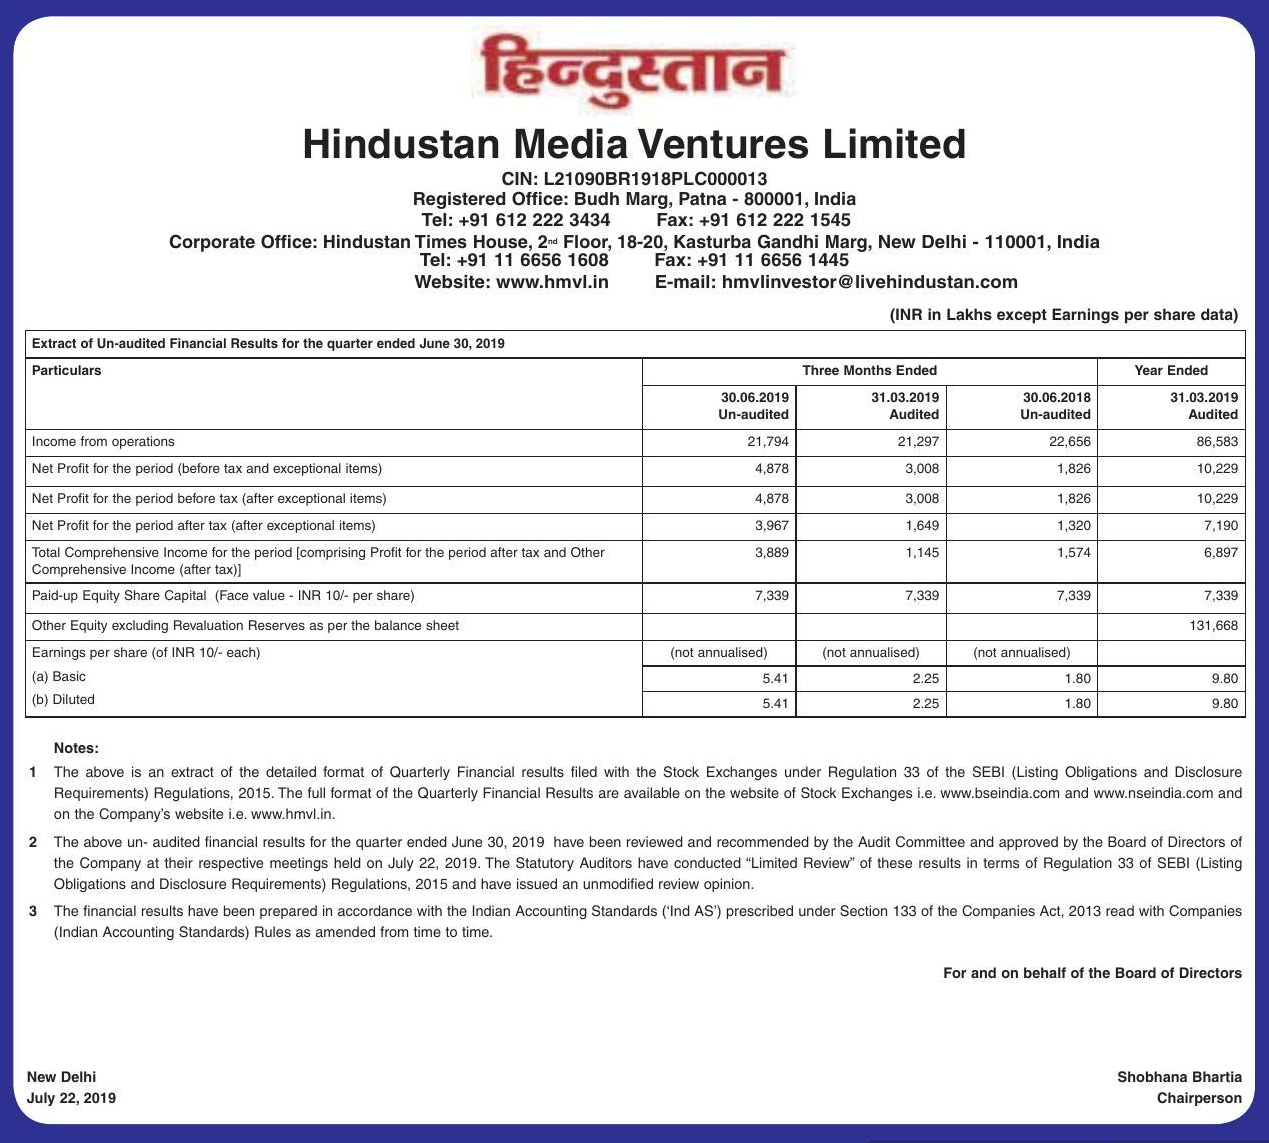 हिन्दुस्तान
Hindustan Media Ventures Limited
CIN: L21090BR1918PLC000013
Registered Office: Budh Marg, Patna - 800001, India
Tel: +91 612 222 3434 Fax: +91 612 222 1545
Corporate Office: Hindustan Times House, 2nd Floor, 18-20, Kasturba Gandhi Marg, New Delhi - 110001, India
Tel: +91 11 6656 1608 Fax: +91 11 6656 1445
Website: www.hmvl.in E-mail: hmvlinvestor@livehindustan.com
(INR in Lakhs except Earnings per share data)
Extract of Un-audited Financial Results for the quarter ended June 30, 2019
Particulars Three Months Ended Year Ended
30.06.2019 31.03.2019 30.06.2018 31.03.2019
Un-audited Audited Un-audited Audited
Income from operations 21,794 21,297 22,656 86,583
Net Profit for the period (before tax and exceptional items) 4,878 3,008 1,826 10,229
Net Profit for the period before tax (after exceptional items) 4,878 3,008 1,826 10,229
Net Profit for the period after tax (after exceptional items) 3,967 1,649 1,320 7,190
Total Comprehensive Income for the period [comprising Profit for the period after tax and Other 3,889 1,145 1,574 6,897
Comprehensive Income (after tax)]
Paid-up Equity Share Capital (Face value - INR 10/- per share) 7,339 7,339 7,339 7,339
Other Equity excluding Revaluation Reserves as per the balance sheet 131,668
Earnings per share (of INR 10/- each) (not annualised) (not annualised) (not annualised)
(a) Basic 5.41 2.25 1.80 9.80
(b) Diluted 5.41 2.25 1.80 9.80
Notes:
1 The above is an extract of the detailed format of Quarterly Financial results filed with the Stock Exchanges under Regulation 33 of the SEBI (Listing Obligations and Disclosure
Requirements) Regulations, 2015. The full format of the Quarterly Financial Results are available on the website of Stock Exchanges i.e. www.bseindia.com and www.nseindia.com and
on the Company's website i.e. www.hmvl.in.
2 The above un- audited financial results for the quarter ended June 30, 2019 have been reviewed and recommended by the Audit Committee and approved by the Board of Directors of
the Company at their respective meetings held on July 22, 2019. The Statutory Auditors have conducted “Limited Review” of these results in terms of Regulation 33 of SEBI (Listing
Obligations and Disclosure Requirements) Regulations, 2015 and have issued an unmodified review opinion.
3 The financial results have been prepared in accordance with the Indian Accounting Standards (‘Ind AS’) prescribed under Section 133 of the Companies Act, 2013 read with Companies
(Indian Accounting Standards) Rules as amended from time to time.
For and on behalf of the Board of Directors
New Delhi Shobhana Bhartia
July 22, 2019 Chairperson